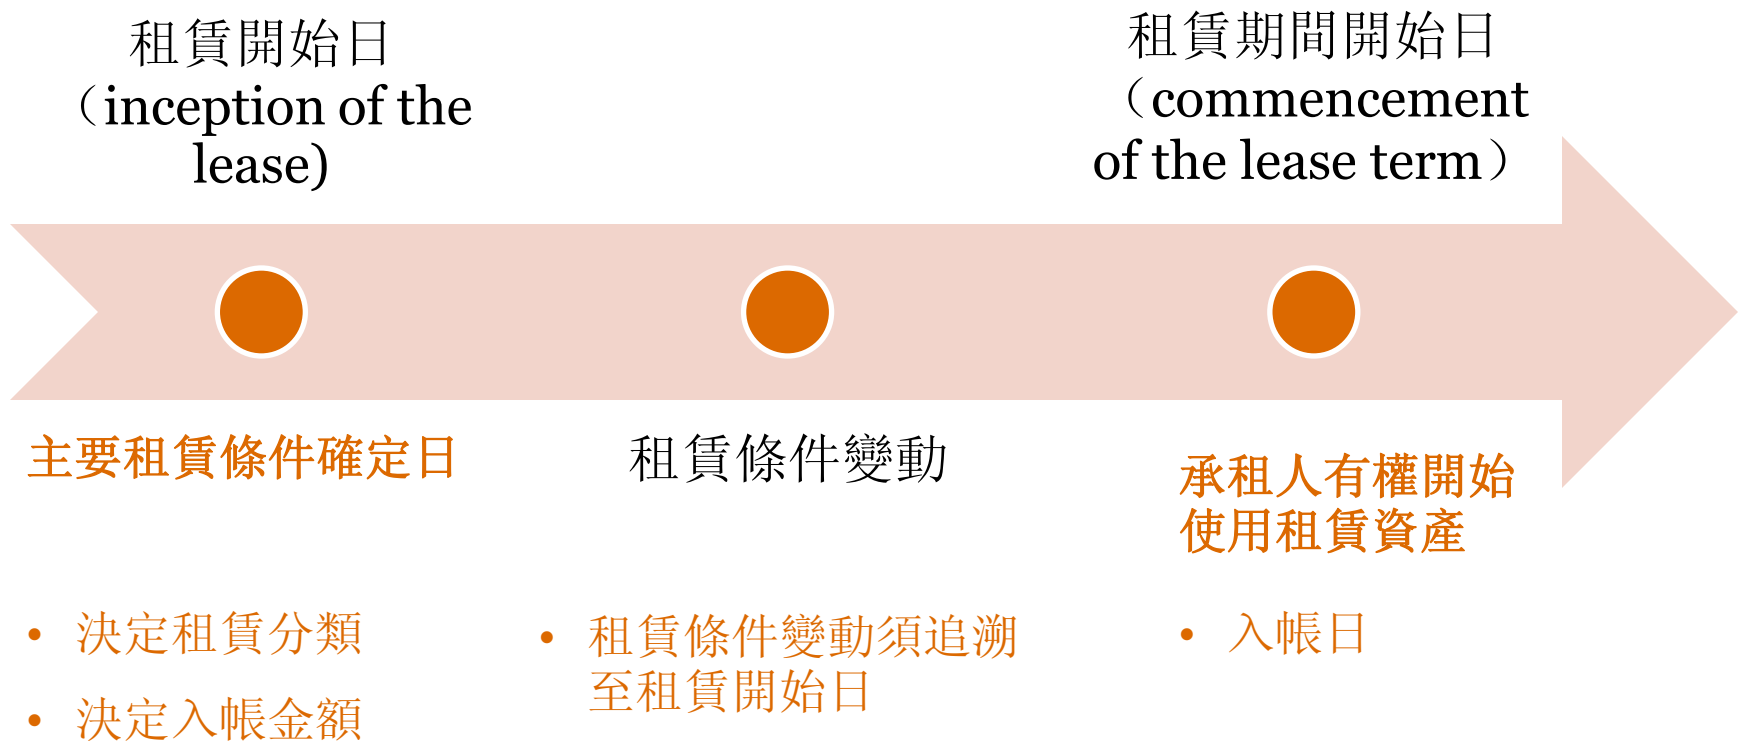 租賃開始日
（inception of the
lease)
租賃期間開始日
（commencement
of the lease term）
主要租賃條件確定日
租賃條件變動
承租人有權開始
使用租賃資產
• 決定租賃分類
• 決定入帳金額
• 租賃條件變動須追溯
至租賃開始日
• 入帳日